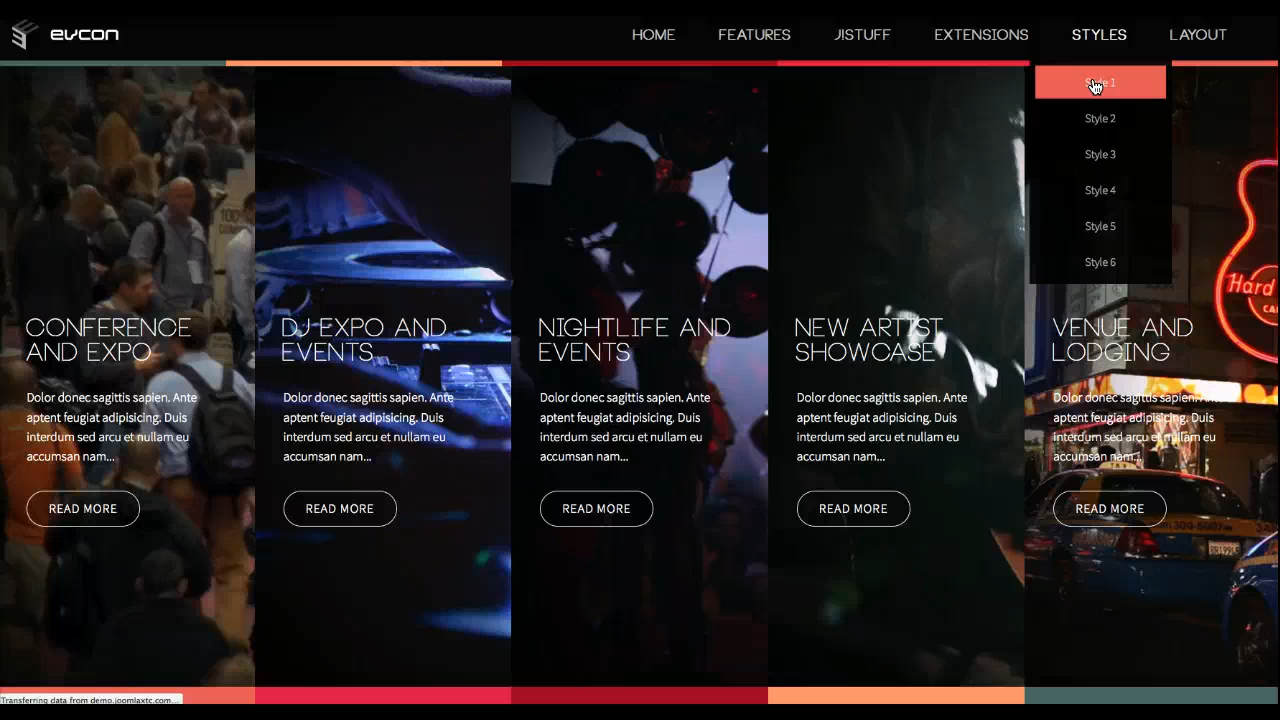 evcon
HOME FEATURES J!STUFF EXTENSIONS STYLES LAYOUT
Style 1
Style 2
Style 3
Style 4
Style 5
Style 6
Hard
CONFERENCE
AND EXPO
Dolor donec sagittis sapien. Ante
aptent feugiat adipisicing. Duis
interdum sed arcu et nullam eu
accumsan nam...
READ MORE
DJ EXPO AND
EVENTS
Dolor donec sagittis sapien. Ante
aptent feugiat adipisicing. Duis
interdum sed arcu et nullam eu
accumsan nam...
READ MORE
NIGHTLIFE AND
EVENTS
Dolor donec sagittis sapien. Ante
aptent feugiat adipisicing. Duis
interdum sed arcu et nullam eu
accumsan nam...
READ MORE
NEW ARTIST
SHOWCASE
Dolor donec sagittis sapien. Ante
aptent feugiat adipisicing. Duis
interdum sed arcu et nullam eu
accumsan nam...
READ MORE
VENUE AND
LODGING
Dolor donec sagittis sapien. Ante
aptent feugiat adipisicing. Duis
interdum sed arcu et nullam eu
accumsan nam...
READ MORE
Transferring data from demo.joomlaxtc.com...